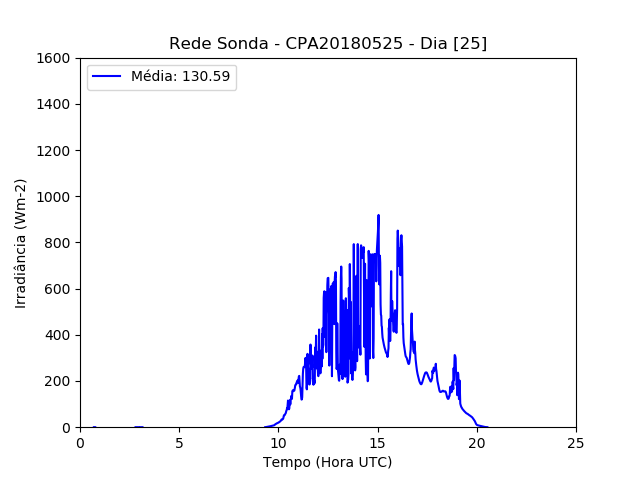 Rede Sonda - CPA20180525 - Dia [25]
Média: 130.59
1600
1400
1200
1000
800
600
400
200
0
0 5 10 15 20 25
Irradiância (Wm-2)
Tempo (Hora UTC)